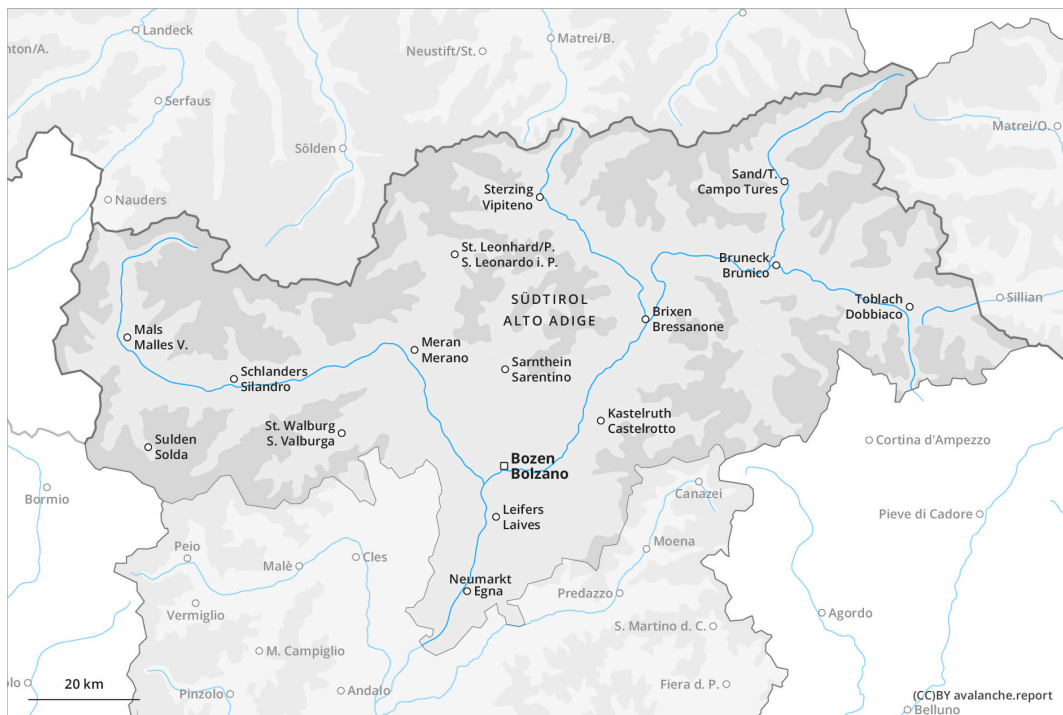 Landeck
nton/A.
Neustift/St.
Matrei/B.
Serfaus
Matrei/O.
Sölden
Nauders
Sand/T.
Campo Tures
Sterzing
Vipiteno
St. Leonhard/P.
S. Leonardo i. P.
Bruneck
Brunico
SÜDTIROL
ALTO ADIGE
Toblach
Dobbiaco
Sillian
Brixen
Bressanone
Mals
Malles V.
Meran
Merano
Sarnthein
Sarentino
Schlanders
Silandro
Kastelruth
Castelrotto
St. Walburg
S. Valburga
Sulden
Solda
Cortina d'Ampezzo
Bozen
Bolzano
Bormio
Canazei
Leifers
Laives
Pieve di Cadore
Peio
Moena
Cles
Malè
Neumarkt
Egna
Predazzo
Vermiglio
Agordo
S. Martino d. C.
M. Campiglio
olo
20 km
Pinzolo
Andalo
Fiera d. P.
(CC)BY avalanche.report
Belluno